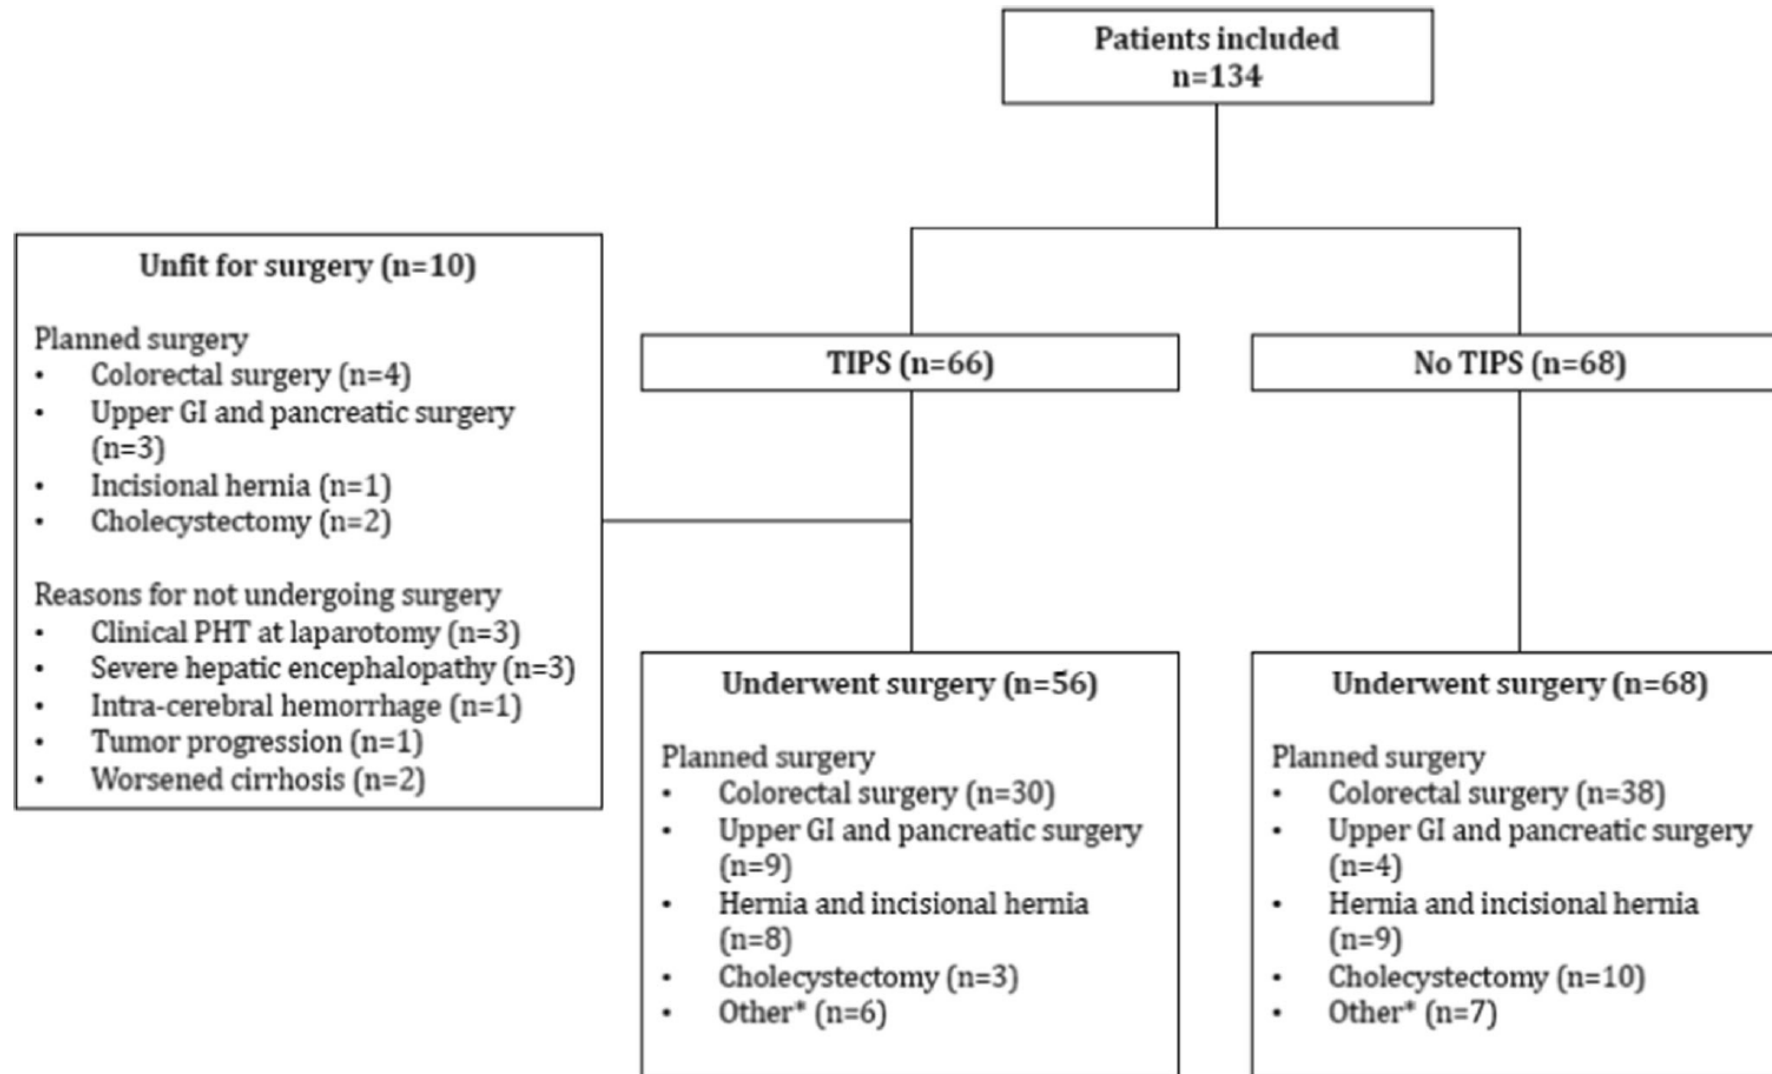 Patients included
n=134
Unfit for surgery (n=10)
Planned surgery
• Colorectal surgery (n=4)
• Upper GI and pancreatic surgery
(n=3)
• Incisional hernia (n=1)
• Cholecystectomy (n=2)
Reasons for not undergoing surgery
• Clinical PHT at laparotomy (n=3)
• Severe hepatic encephalopathy (n=3)
• Intra-cerebral hemorrhage (n=1)
• Tumor progression (n=1)
• Worsened cirrhosis (n=2)
TIPS (n=66)
No TIPS (n=68)
Underwent surgery (n=56)
Planned surgery
• Colorectal surgery (n=30)
• Upper GI and pancreatic surgery
(n=9)
• Hernia and incisional hernia
(n=8)
• Cholecystectomy (n=3)
• Other* (n=6)
Underwent surgery (n=68)
Planned surgery
• Colorectal surgery (n=38)
• Upper GI and pancreatic surgery
(n=4)
• Hernia and incisional hernia
(n=9)
• Cholecystectomy (n=10)
• Other* (n=7)